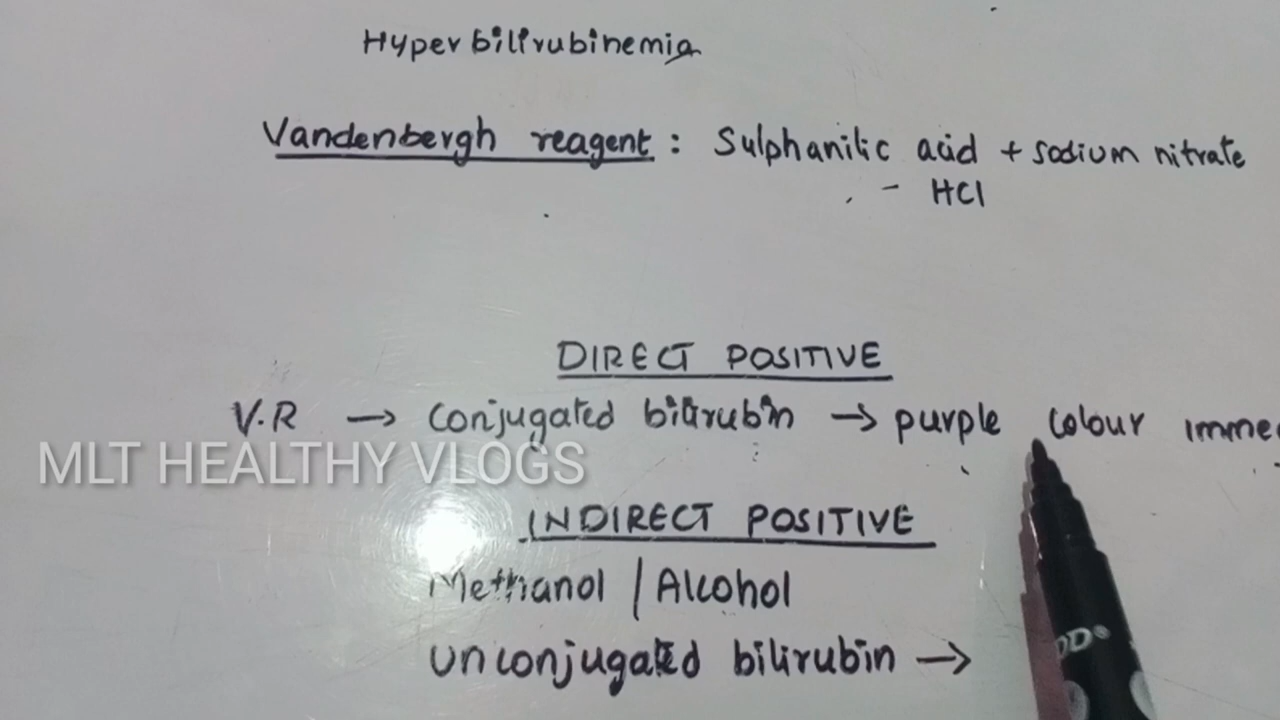 Hyperbilirubinemia
Vandenbergh reagent : Sulphanilic acid + sodium nitrate
- HCl
DIRECT POSITIVE
V.R → conjugated bilirubin → purple colour imme
MLT HEALTHY VLOGS
INDIRECT POSITIVE
Methanol / Alcohol
unconjugated bilirubin →